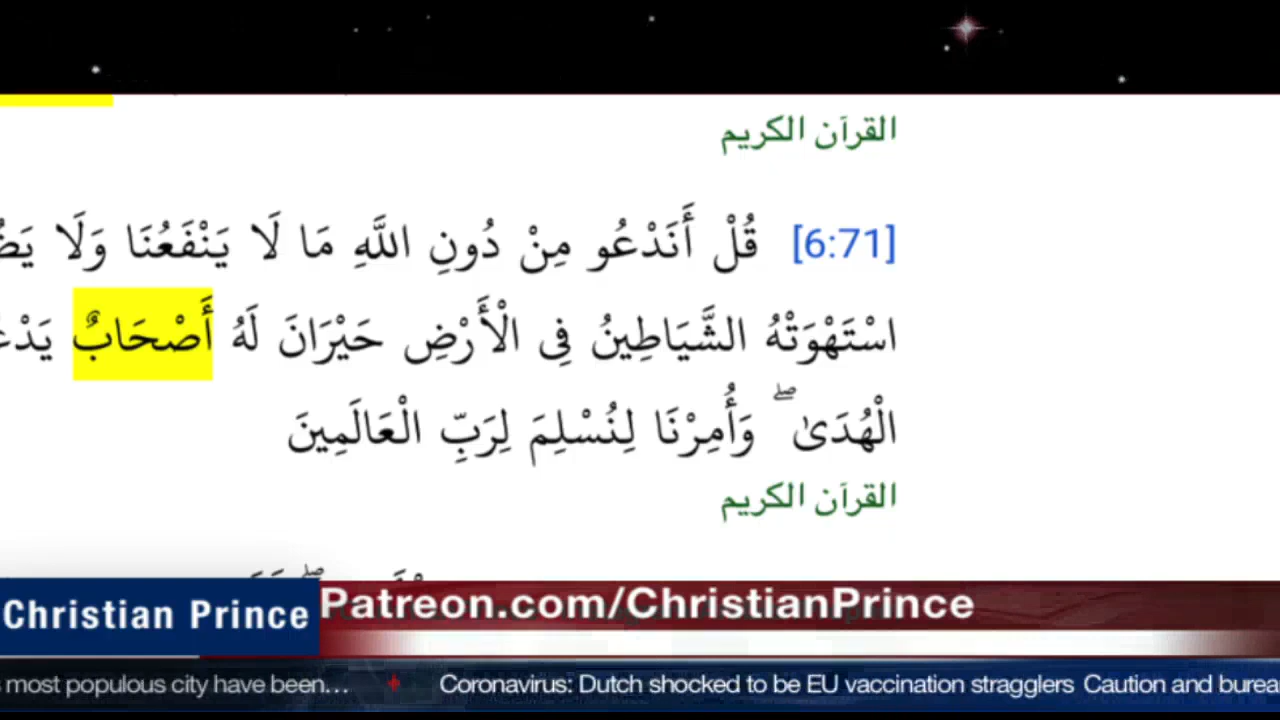 القرآن الكريم
[6:71] قُلْ أَنَدْعُو مِنْ دُونِ اللَّهِ مَا لَا يَنْفَعُنَا وَلَا
اسْتَهْوَتْهُ الشَّيَاطِينُ فِى الْأَرْضِ حَيْرَانَ لَهُ أَصْحَابٌ
الْهُدَىٰ ۖ وَأُمِرْنَا لِنُسْلِمَ لِرَبِّ الْعَالَمِينَ
القرآن الكريم
Christian Prince
Patreon.com/ChristianPrince
most populous city have been... Coronavirus: Dutch shocked to be EU vaccination stragglers Caution and